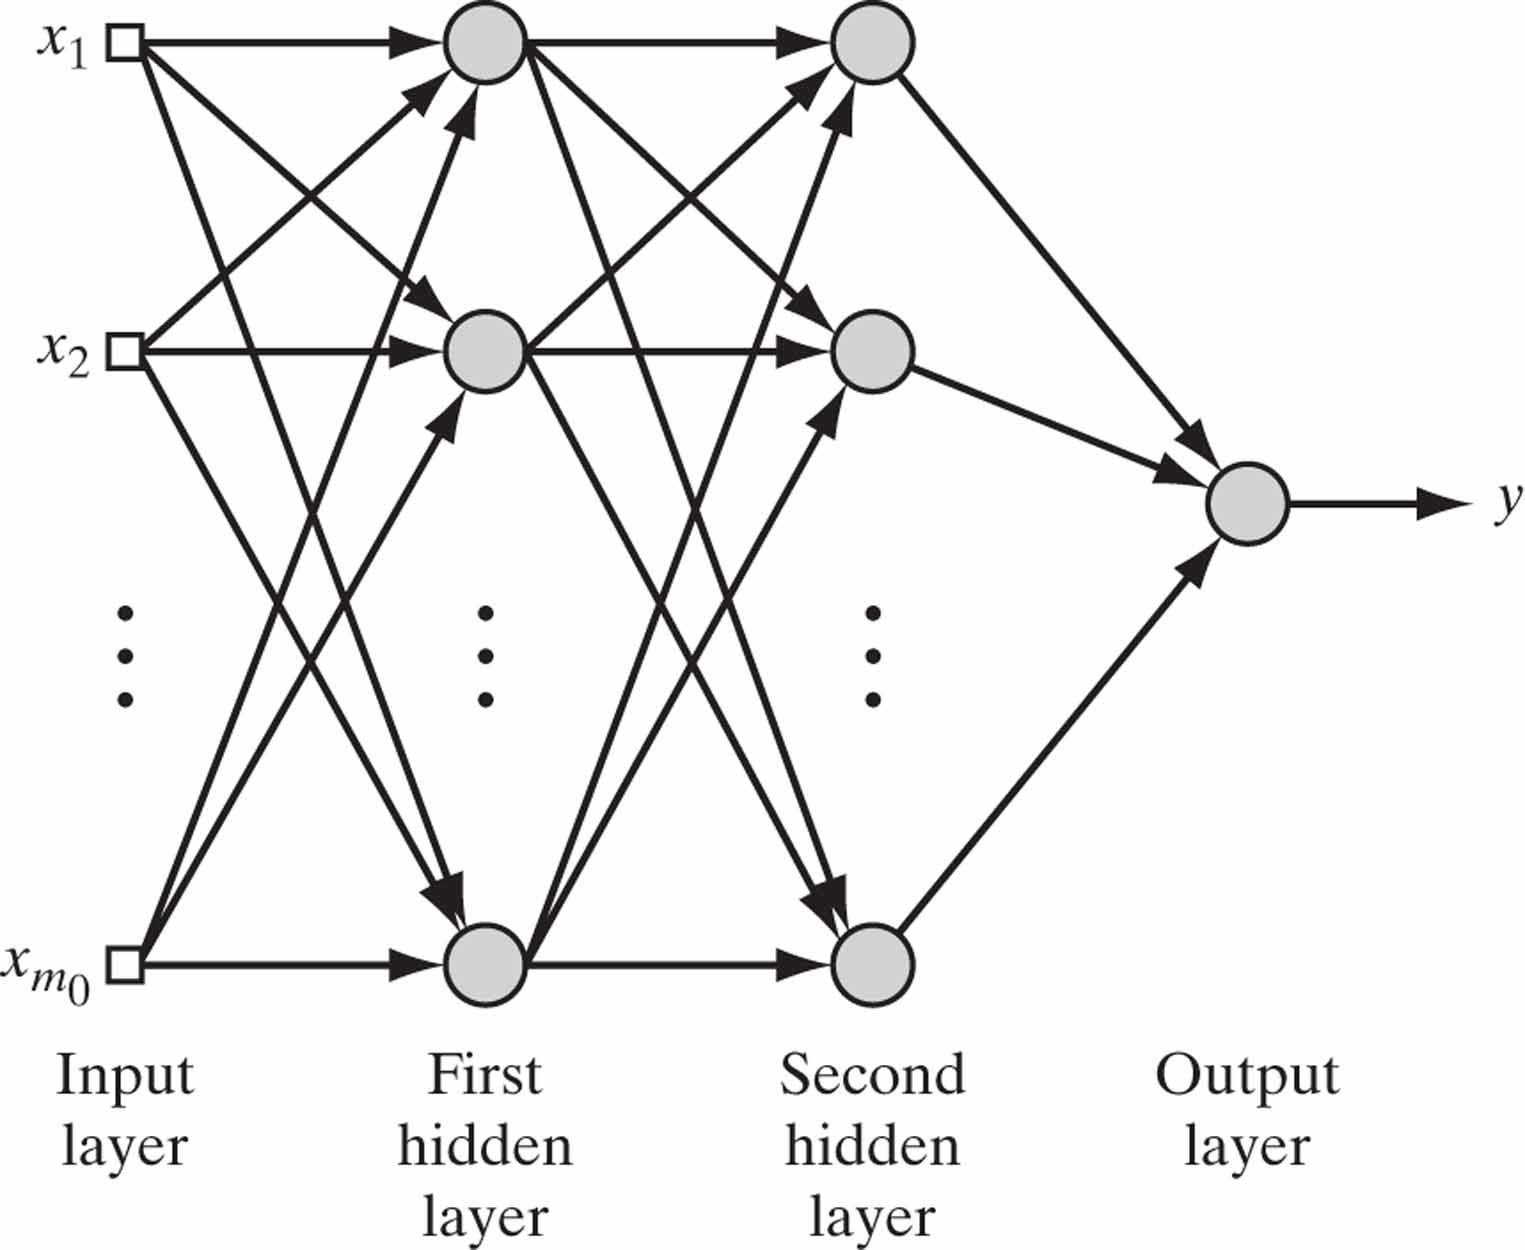 x₁
x₂
y
xₘ₀
Input layer
First hidden layer
Second hidden layer
Output layer